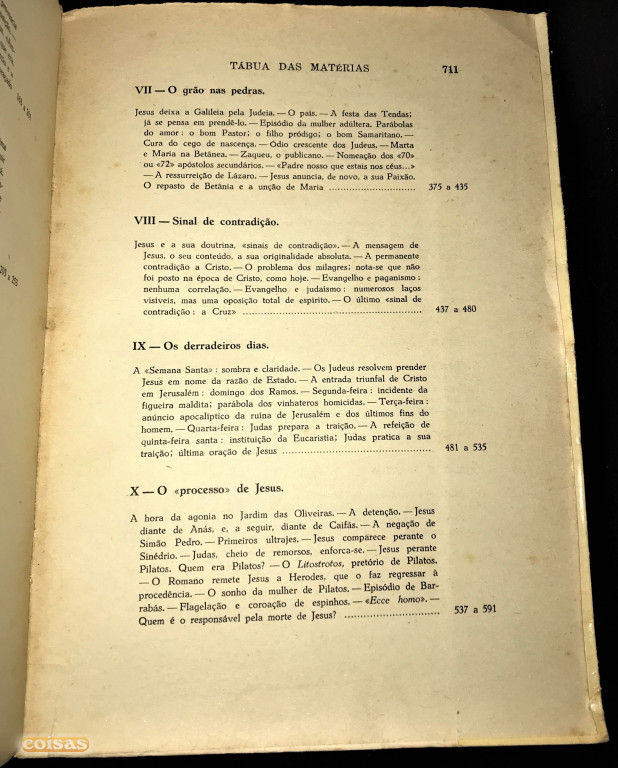 TÁBUA DAS MATÉRIAS 711
VII — O grão nas pedras.
Jesus deixa a Galileia pela Judeia. — O país. — A festa das Tendas;
já se pensa em prendê-lo. — Episódio da mulher adúltera. Parábolas
do amor : o bom Pastor; o filho pródigo; o bom Samaritano. —
Cura do cego de nascença. — Ódio crescente dos Judeus. — Marta
e Maria na Betânea. — Zaqueu, o publicano. — Nomeação dos «70»
ou «72» apóstolos secundários. — «Padre nosso que estais nos céus...»
— A ressurreição de Lázaro. — Jesus anuncia, de novo, a sua Paixão.
O repasto de Betânia e a unção de Maria .............................. 375 a 435
VIII — Sinal de contradição.
Jesus e a sua doutrina, «sinais de contradição». — A mensagem de
Jesus, o seu conteúdo, a sua originalidade absoluta. — A permanente
contradição a Cristo. — O problema dos milagres; nota-se que não
foi posto na época de Cristo, como hoje. — Evangelho e paganismo :
nenhuma correlação. — Evangelho e judaísmo : numerosos laços
visíveis, mas uma oposição total de espírito. — O último «sinal de
contradição : a Cruz» ............................................................ 437 a 480
IX — Os derradeiros dias.
A «Semana Santa» : sombra e claridade. — Os Judeus resolvem prender
Jesus em nome da razão de Estado. — A entrada triunfal de Cristo
em Jerusalém : domingo dos Ramos. — Segunda-feira : incidente da
figueira maldita; parábola dos vinhateiros homicidas. — Terça-feira :
anúncio apocalíptico da ruina de Jerusalém e dos últimos fins do
homem. — Quarta-feira : Judas prepara a traição. — A refeição de
quinta-feira santa : instituição da Eucaristia; Judas pratica a sua
traição; última oração de Jesus .................................................. 481 a 535
X — O «processo» de Jesus.
A hora da agonia no Jardim das Oliveiras. — A detenção. — Jesus
diante de Anás, e, a seguir, diante de Caifás. — A negação de
Simão Pedro. — Primeiros ultrajes. — Jesus comparece perante o
Sinédrio. — Judas, cheio de remorsos, enforca-se. — Jesus perante
Pilatos. Quem era Pilatos? — O Litostrotos, pretório de Pilatos.
— O Romano remete Jesus a Herodes, que o faz regressar à
procedência. — O sonho da mulher de Pilatos. — Episódio de Bar-
rabás. — Flagelação e coroação de espinhos. — «Ecce homo». —
Quem é o responsável pela morte de Jesus? .............................. 537 a 591
coisas